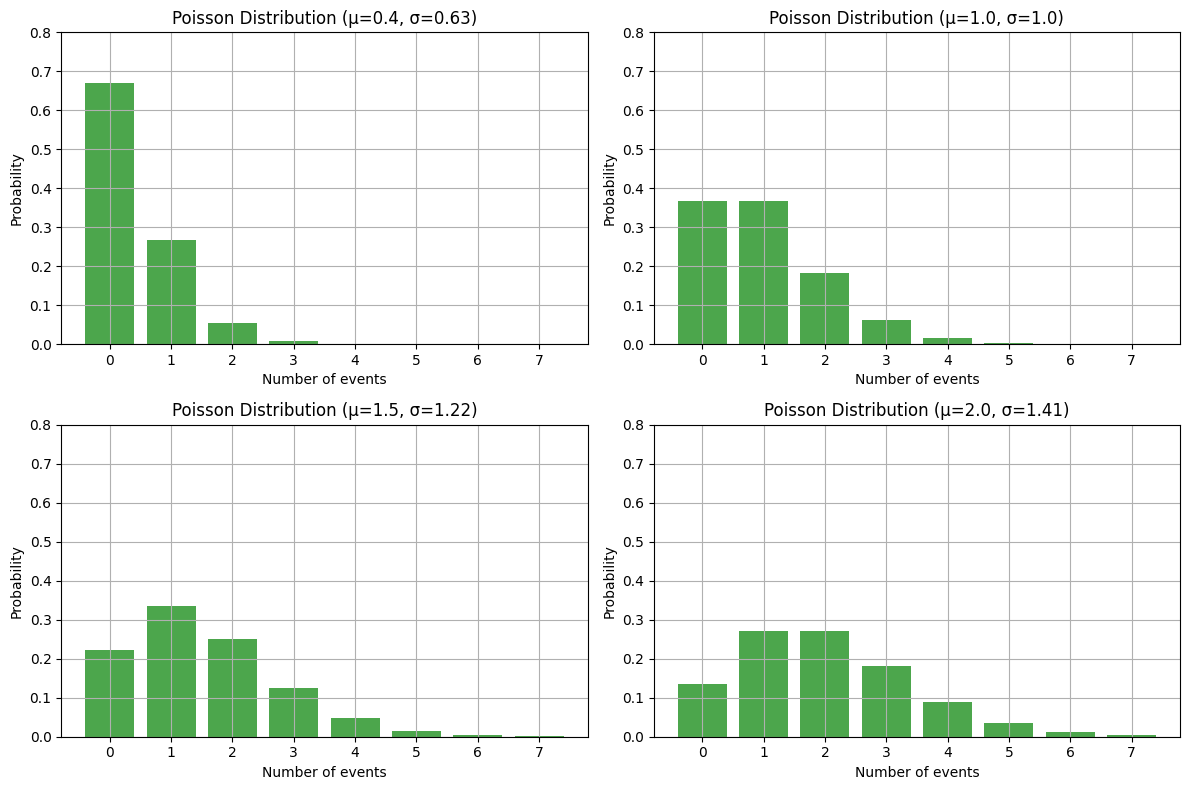 Poisson Distribution (μ=0.4, σ=0.63)
0.8
0.7
0.6
0.5
0.4
0.3
0.2
0.1
0.0
Probability
0 1 2 3 4 5 6 7
Number of events
Poisson Distribution (μ=1.0, σ=1.0)
0.8
0.7
0.6
0.5
0.4
0.3
0.2
0.1
0.0
Probability
0 1 2 3 4 5 6 7
Number of events
Poisson Distribution (μ=1.5, σ=1.22)
0.8
0.7
0.6
0.5
0.4
0.3
0.2
0.1
0.0
Probability
0 1 2 3 4 5 6 7
Number of events
Poisson Distribution (μ=2.0, σ=1.41)
0.8
0.7
0.6
0.5
0.4
0.3
0.2
0.1
0.0
Probability
0 1 2 3 4 5 6 7
Number of events